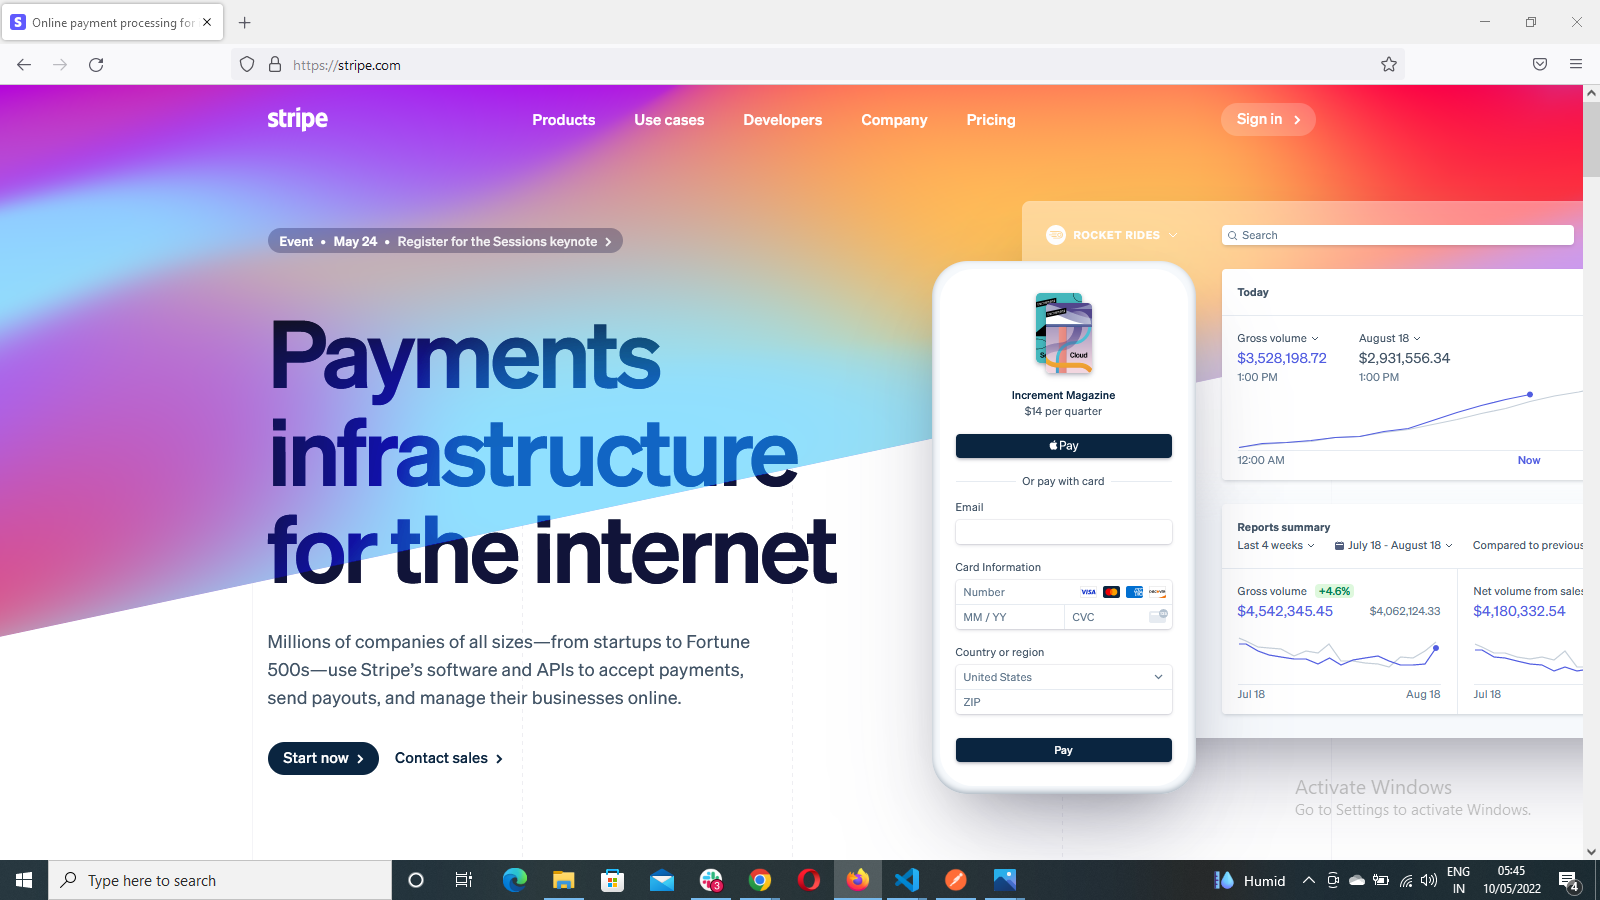 Online payment processing for
https://stripe.com
stripe
Products
Use cases
Developers
Company
Pricing
Sign in
Event • May 24 • Register for the Sessions keynote
Payments
infrastructure
for the internet
Millions of companies of all sizes—from startups to Fortune
500s—use Stripe’s software and APIs to accept payments,
send payouts, and manage their businesses online.
Start now
Contact sales
Increment Magazine
$14 per quarter
Pay
Or pay with card
Email
Card Information
Number
VISA
MM / YY
CVC
Country or region
United States
ZIP
Pay
ROCKET RIDES
Search
Today
Gross volume
August 18
$3,528,198.72
$2,931,556.34
1:00 PM
1:00 PM
12:00 AM
Now
Reports summary
Last 4 weeks
July 18 - August 18
Compared to previous
Gross volume +4.6%
Net volume from sales
$4,542,345.45
$4,062,124.33
$4,180,332.54
Jul 18
Aug 18
Jul 18
Activate Windows
Go to Settings to activate Windows.
Type here to search
3
Humid
ENG
IN
05:45
10/05/2022
4